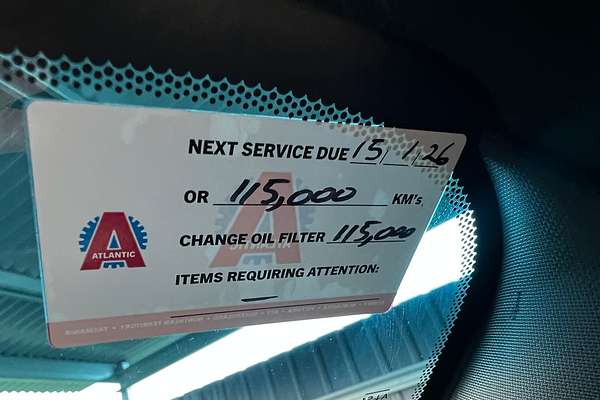 NEXT SERVICE DUE 15/1/26
OR 115,000 KM's
CHANGE OIL FILTER 115,000
A
ATLANTIC
ITEMS REQUIRING ATTENTION:
—